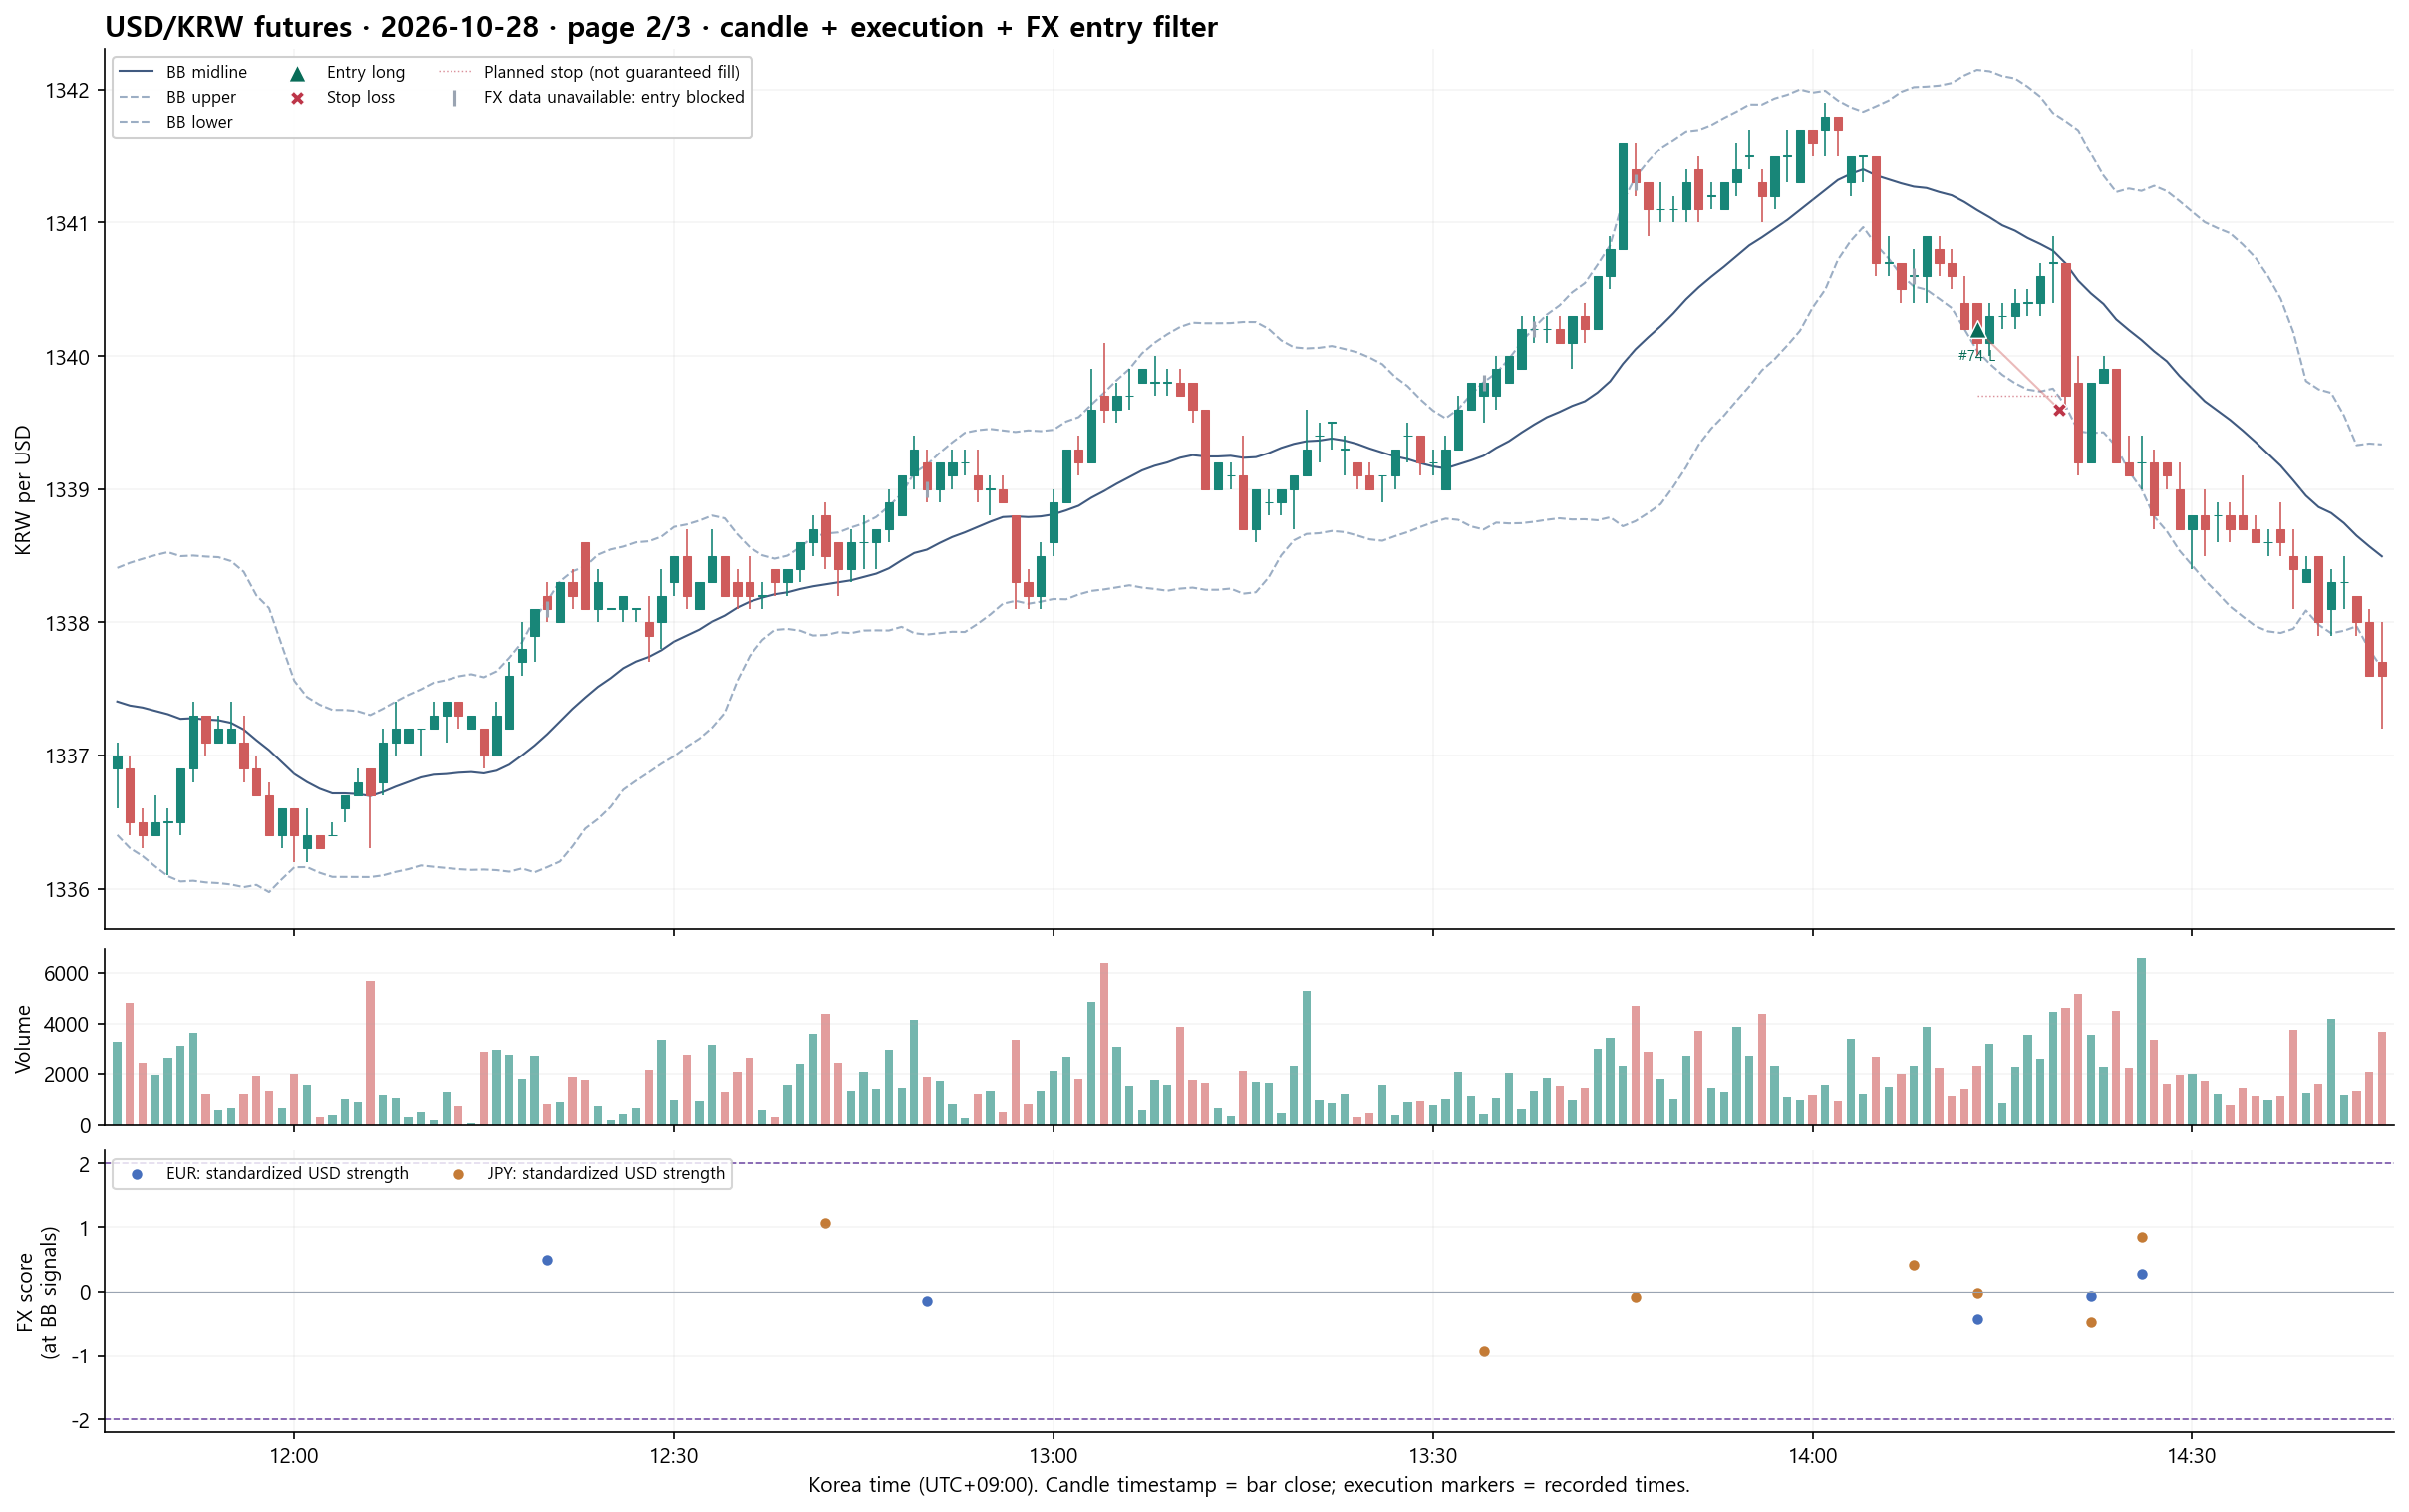 USD/KRW futures · 2026-10-28 · page 2/3 · candle + execution + FX entry filter
BB midline
BB upper
BB lower
Entry long
Stop loss
Planned stop (not guaranteed fill)
FX data unavailable: entry blocked
KRW per USD
1342
1341
1340
1339
1338
1337
1336
#74 L
Volume
6000
4000
2000
0
EUR: standardized USD strength
JPY: standardized USD strength
FX score
(at BB signals)
2
1
0
-1
-2
12:00
12:30
13:00
13:30
14:00
14:30
Korea time (UTC+09:00). Candle timestamp = bar close; execution markers = recorded times.